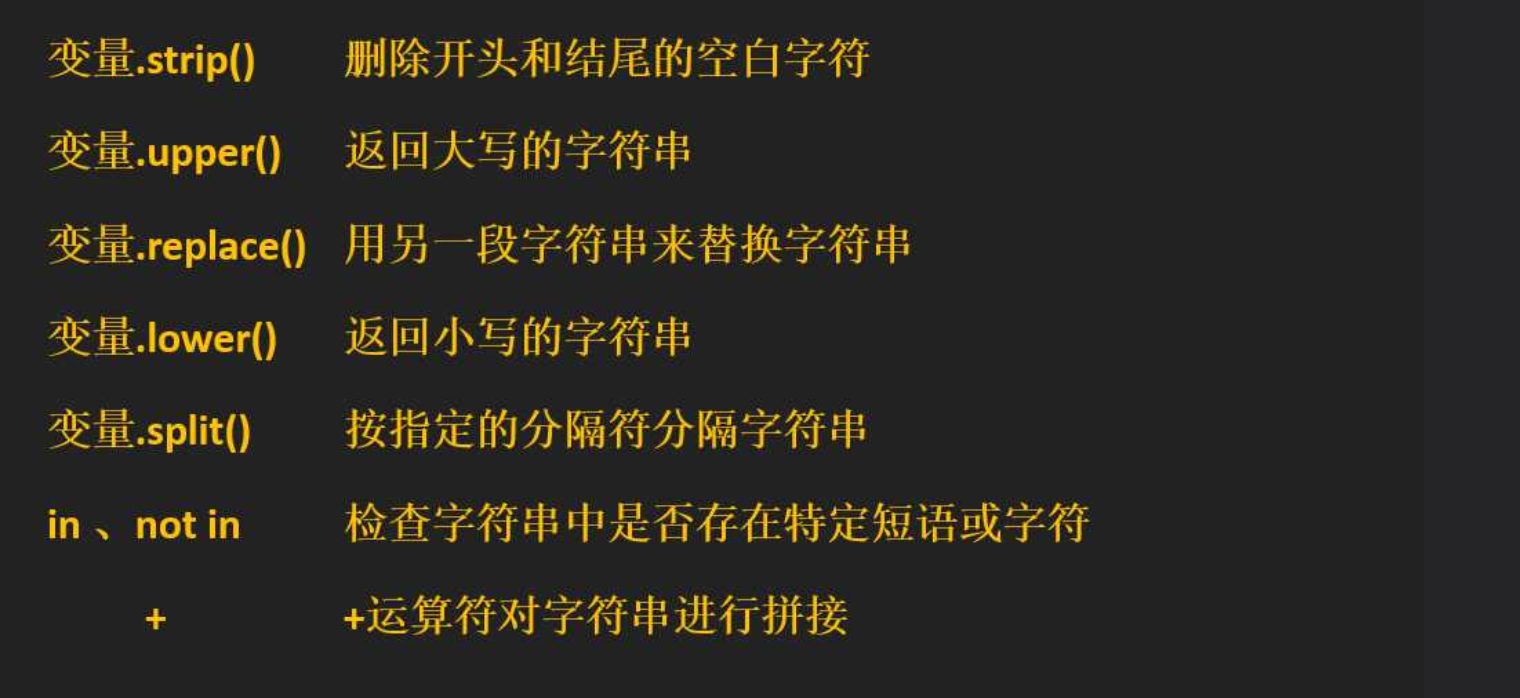 变量.strip() 删除开头和结尾的空白字符
变量.upper() 返回大写的字符串
变量.replace() 用另一段字符串来替换字符串
变量.lower() 返回小写的字符串
变量.split() 按指定的分隔符分隔字符串
in 、not in 检查字符串中是否存在特定短语或字符
+ +运算符对字符串进行拼接